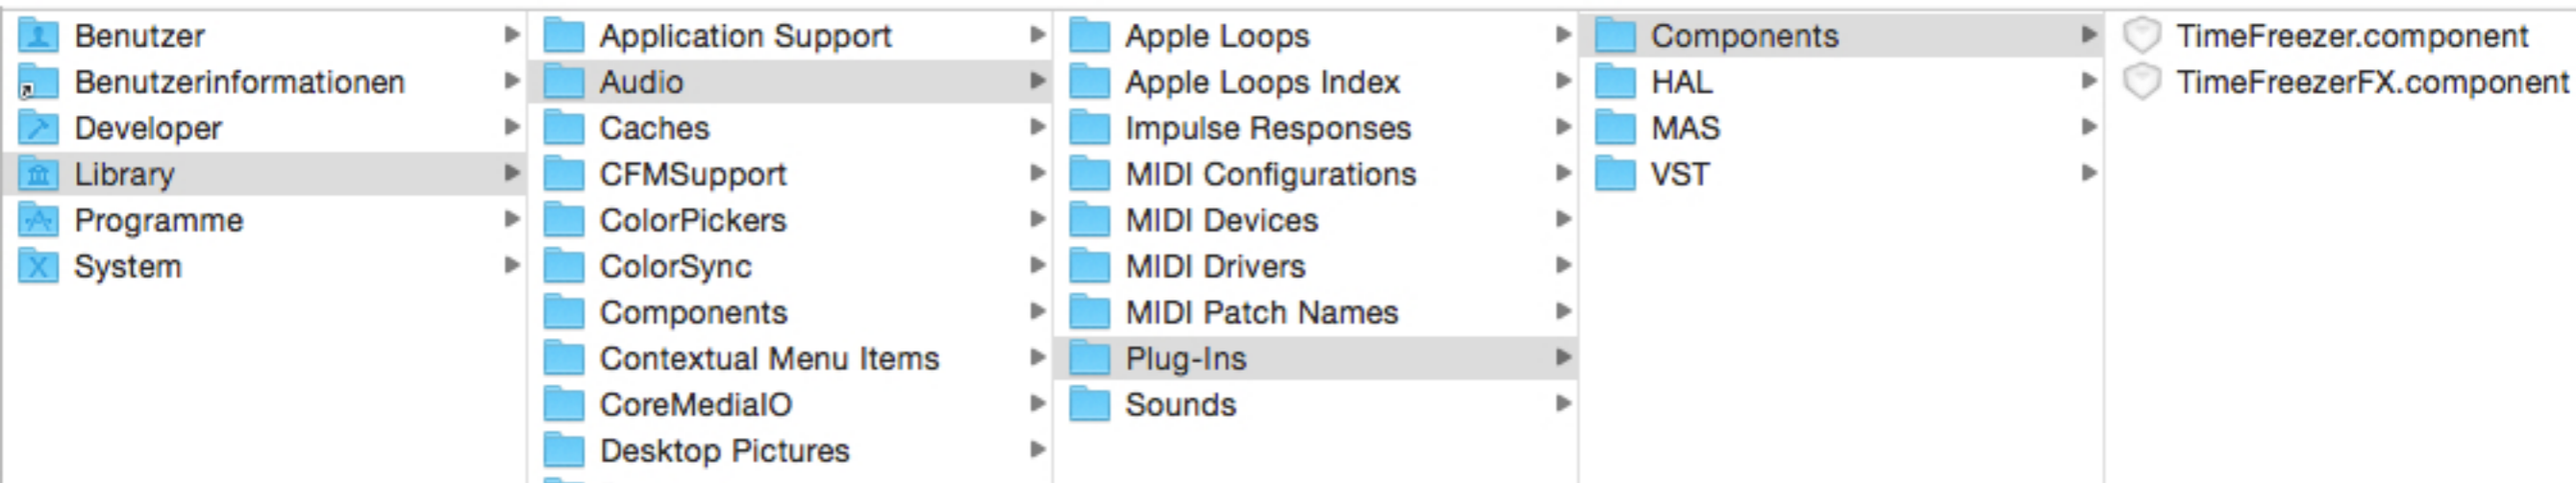 Benutzer
Benutzerinformationen
Developer
Library
Programme
System
Application Support
Audio
Caches
CFMSupport
ColorPickers
ColorSync
Components
Contextual Menu Items
CoreMediaIO
Desktop Pictures
Apple Loops
Apple Loops Index
Impulse Responses
MIDI Configurations
MIDI Devices
MIDI Drivers
MIDI Patch Names
Plug-Ins
Sounds
Components
HAL
MAS
VST
TimeFreezer.component
TimeFreezerFX.component